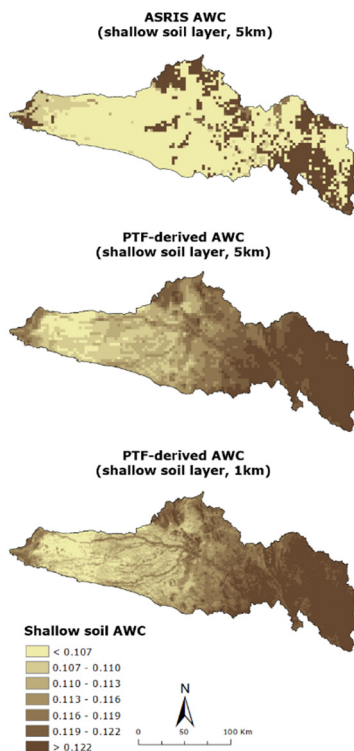 ASRIS AWC
(shallow soil layer, 5km)
PTF-derived AWC
(shallow soil layer, 5km)
PTF-derived AWC
(shallow soil layer, 1km)
Shallow soil AWC
< 0.107
0.107 - 0.110
0.110 - 0.113
0.113 - 0.116
0.116 - 0.119
0.119 - 0.122
> 0.122
N
0 50 100 Km